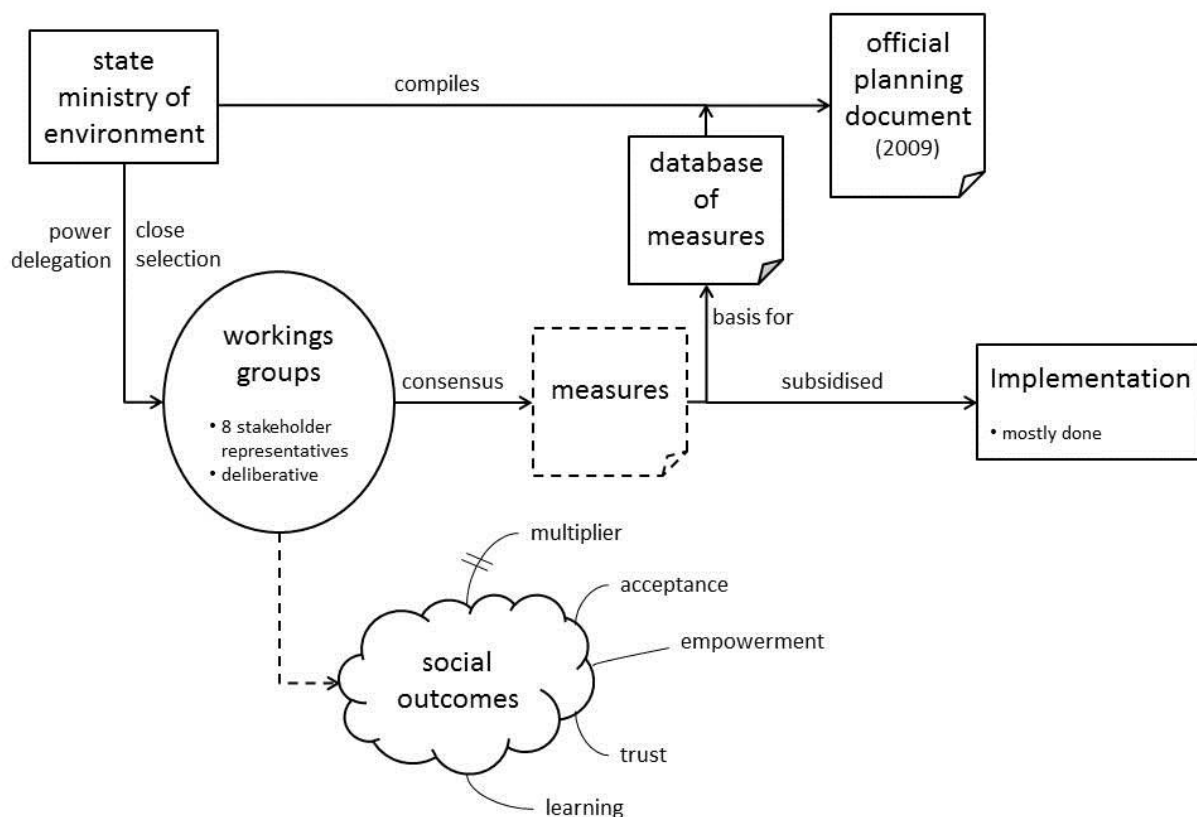 state
ministry of
environment
compiles
official
planning
document
(2009)
database
of
measures
power
delegation
close
selection
basis for
workings
groups
• 8 stakeholder
representatives
• deliberative
consensus
measures
subsidised
Implementation
• mostly done
multiplier
acceptance
empowerment
social
outcomes
trust
learning